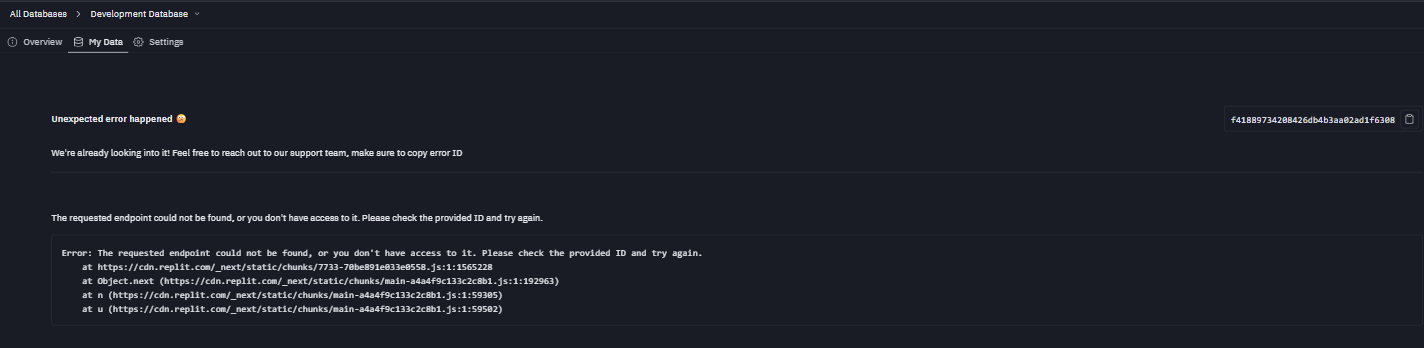 All Databases > Development Database
Overview My Data Settings
Unexpected error happened 😢
f41889734208426db4b3aa02ad1f6308
We're already looking into it! Feel free to reach out to our support team, make sure to copy error ID
The requested endpoint could not be found, or you don't have access to it. Please check the provided ID and try again.
Error: The requested endpoint could not be found, or you don't have access to it. Please check the provided ID and try again.
at https://cdn.replit.com/_next/static/chunks/7733-70be891e033e0558.js:1:1565228
at Object.next (https://cdn.replit.com/_next/static/chunks/main-a4a4f9c133c2c8b1.js:1:192963)
at n (https://cdn.replit.com/_next/static/chunks/main-a4a4f9c133c2c8b1.js:1:59305)
at u (https://cdn.replit.com/_next/static/chunks/main-a4a4f9c133c2c8b1.js:1:59502)